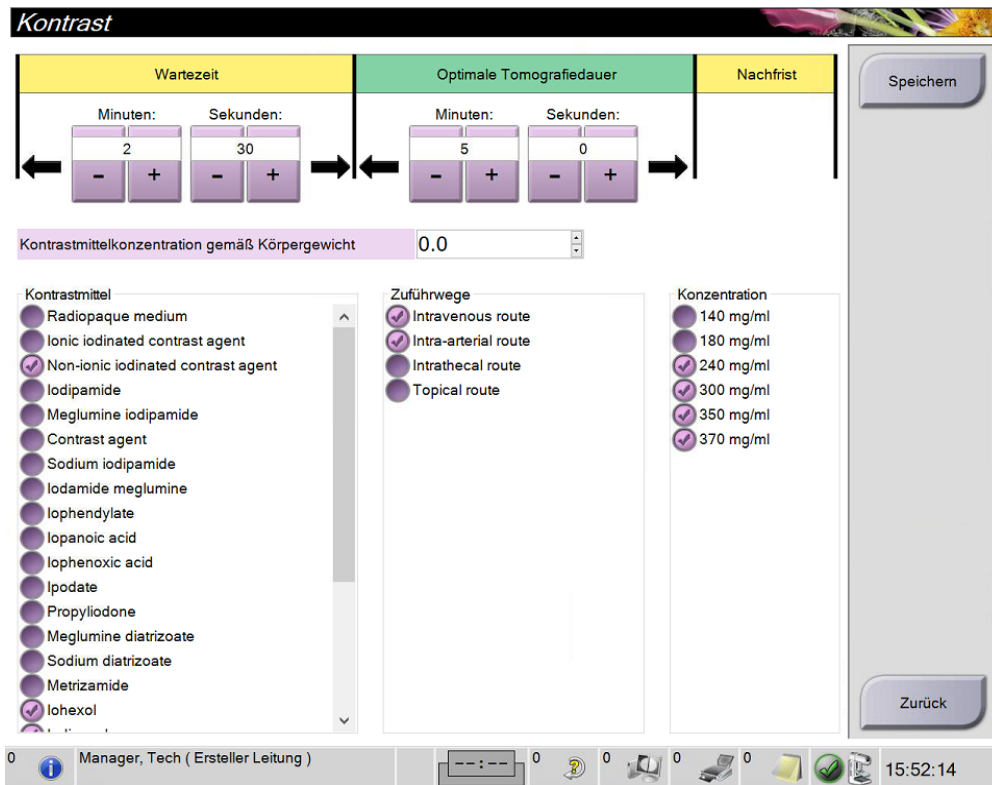 Kontrast
Wartezeit
Optimale Tomografiedauer
Nachfrist
Minuten:
Sekunden:
Minuten:
Sekunden:
2
30
5
0
-
+
-
+
-
+
-
+
Kontrastmittelkonzentration gemäß Körpergewicht
0.0
Kontrastmittel
Radiopaque medium
Ionic iodinated contrast agent
Non-ionic iodinated contrast agent
Iodipamide
Meglumine iodipamide
Contrast agent
Sodium iodipamide
Iodamide meglumine
Iophendylate
Iopanoic acid
Iophenoxic acid
Ipodate
Propyliodone
Meglumine diatrizoate
Sodium diatrizoate
Metrizamide
Iohexol
Zuführwege
Intravenous route
Intra-arterial route
Intrathecal route
Topical route
Konzentration
140 mg/ml
180 mg/ml
240 mg/ml
300 mg/ml
350 mg/ml
370 mg/ml
Speichern
Zurück
0
Manager, Tech ( Ersteller Leitung )
--:--
0
0
0
0
15:52:14